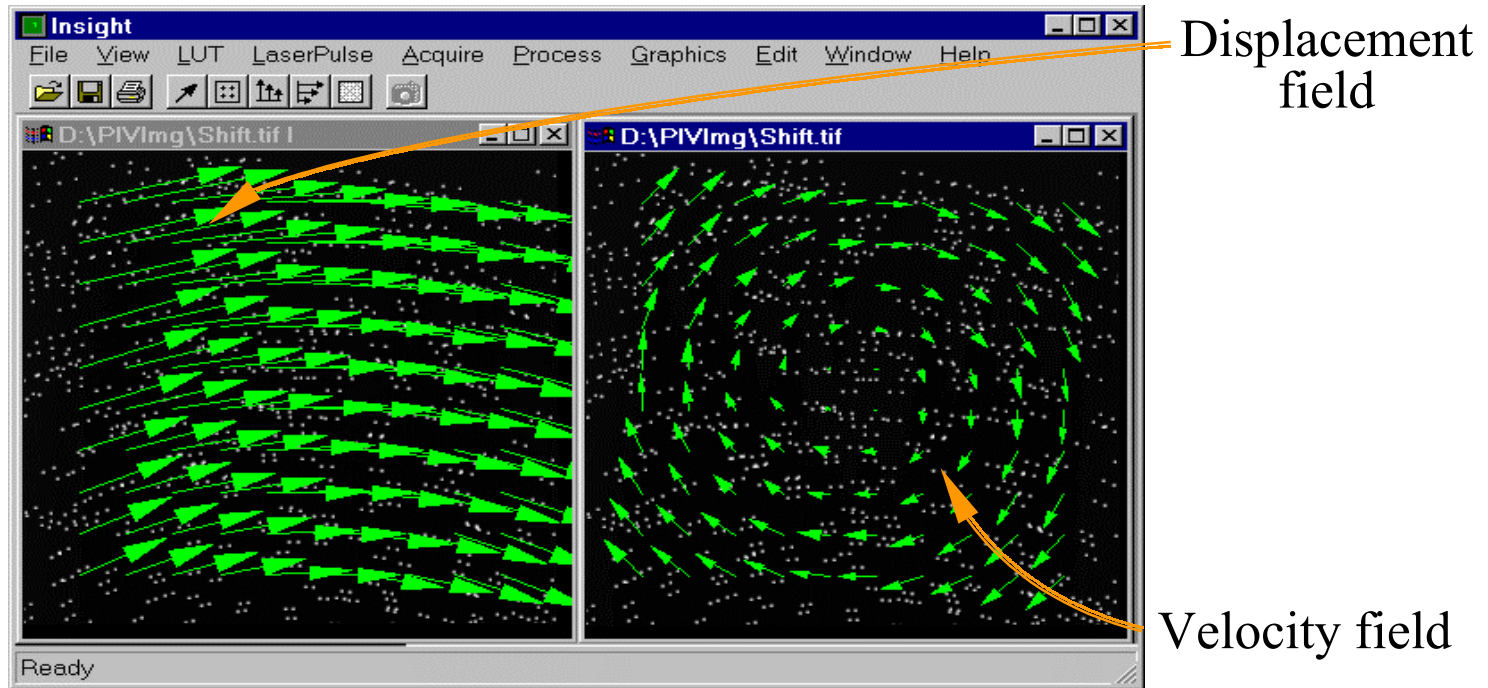 Insight
File View LUT LaserPulse Acquire Process Graphics Edit Window Help
Displacement
field
D:\PIVImg\Shift.tif I
D:\PIVImg\Shift.tif
Velocity field
Ready